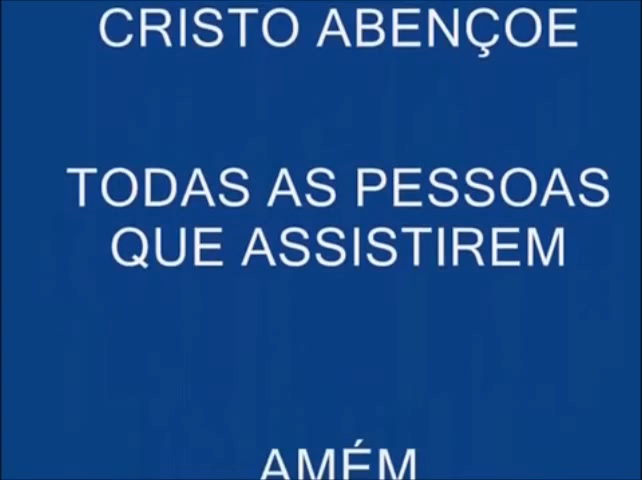 CRISTO ABENÇOE
TODAS AS PESSOAS
QUE ASSISTIREM
AMÉM